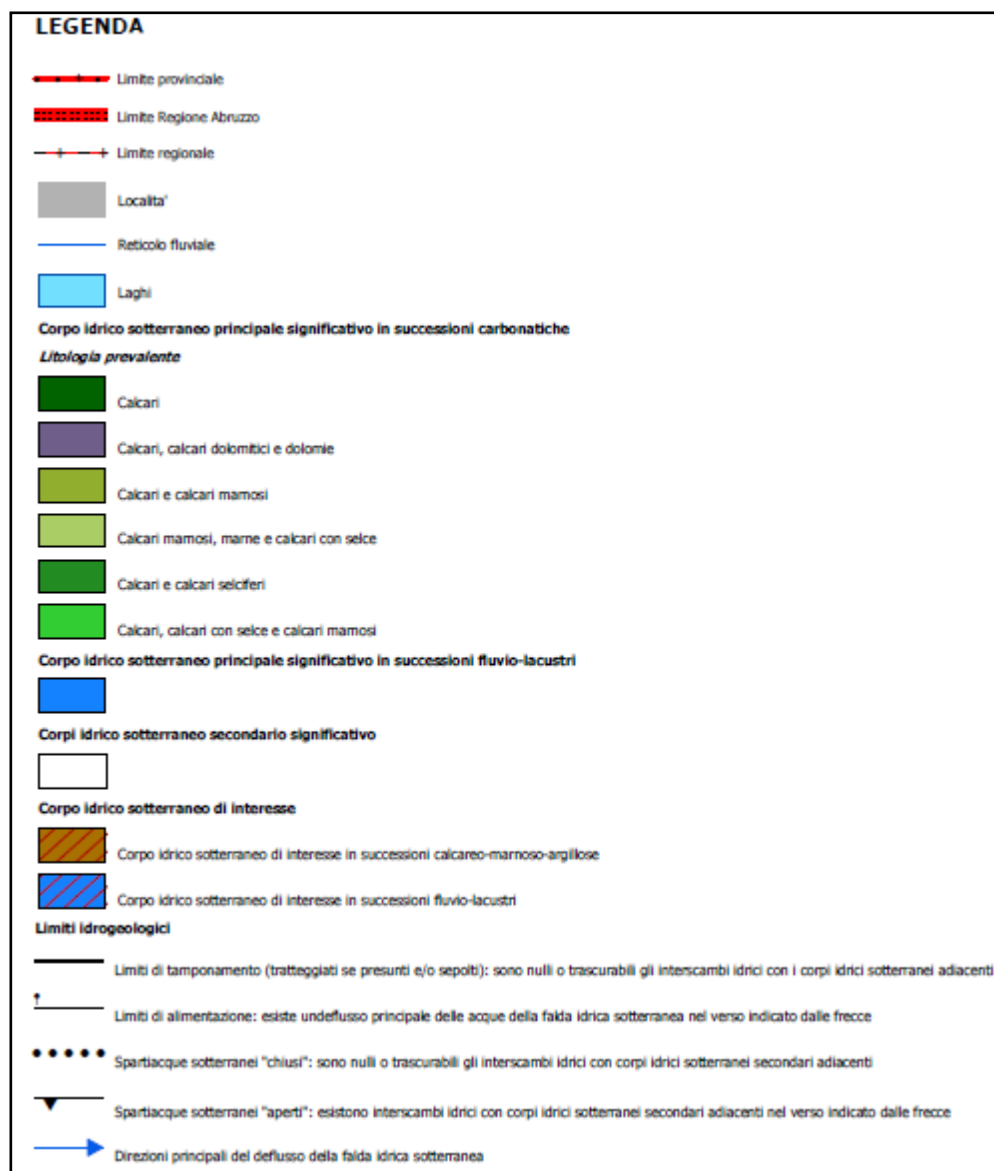 LEGENDA
Limite provinciale
Limite Regione Abruzzo
Limite regionale
Localita'
Reticolo fluviale
Laghi
Corpo idrico sotterraneo principale significativo in successioni carbonatiche
Litologia prevalente
Calcari
Calcari, calcari dolomitici e dolomie
Calcari e calcari marnosi
Calcari marnosi, marne e calcari con selce
Calcari e calcari selciferi
Calcari, calcari con selce e calcari marnosi
Corpo idrico sotterraneo principale significativo in successioni fluvio-lacustri
Corpi idrico sotterraneo secondario significativo
Corpo idrico sotterraneo di interesse
Corpo idrico sotterraneo di interesse in successioni calcareo-marnoso-argillose
Corpo idrico sotterraneo di interesse in successioni fluvio-lacustri
Limiti idrogeologici
Limiti di tamponamento (tratteggiati se presunti e/o sepolti): sono nulli o trascurabili gli interscambi idrici con i corpi idrici sotterranei adiacenti
Limiti di alimentazione: esiste undeflusso principale delle acque della falda idrica sotterranea nel verso indicato dalle frecce
Spartiacque sotterranei "chiusi": sono nulli o trascurabili gli interscambi idrici con corpi idrici sotterranei secondari adiacenti
Spartiacque sotterranei "aperti": esistono interscambi idrici con corpi idrici sotterranei secondari adiacenti nel verso indicato dalle frecce
Direzioni principali del deflusso della falda idrica sotterranea